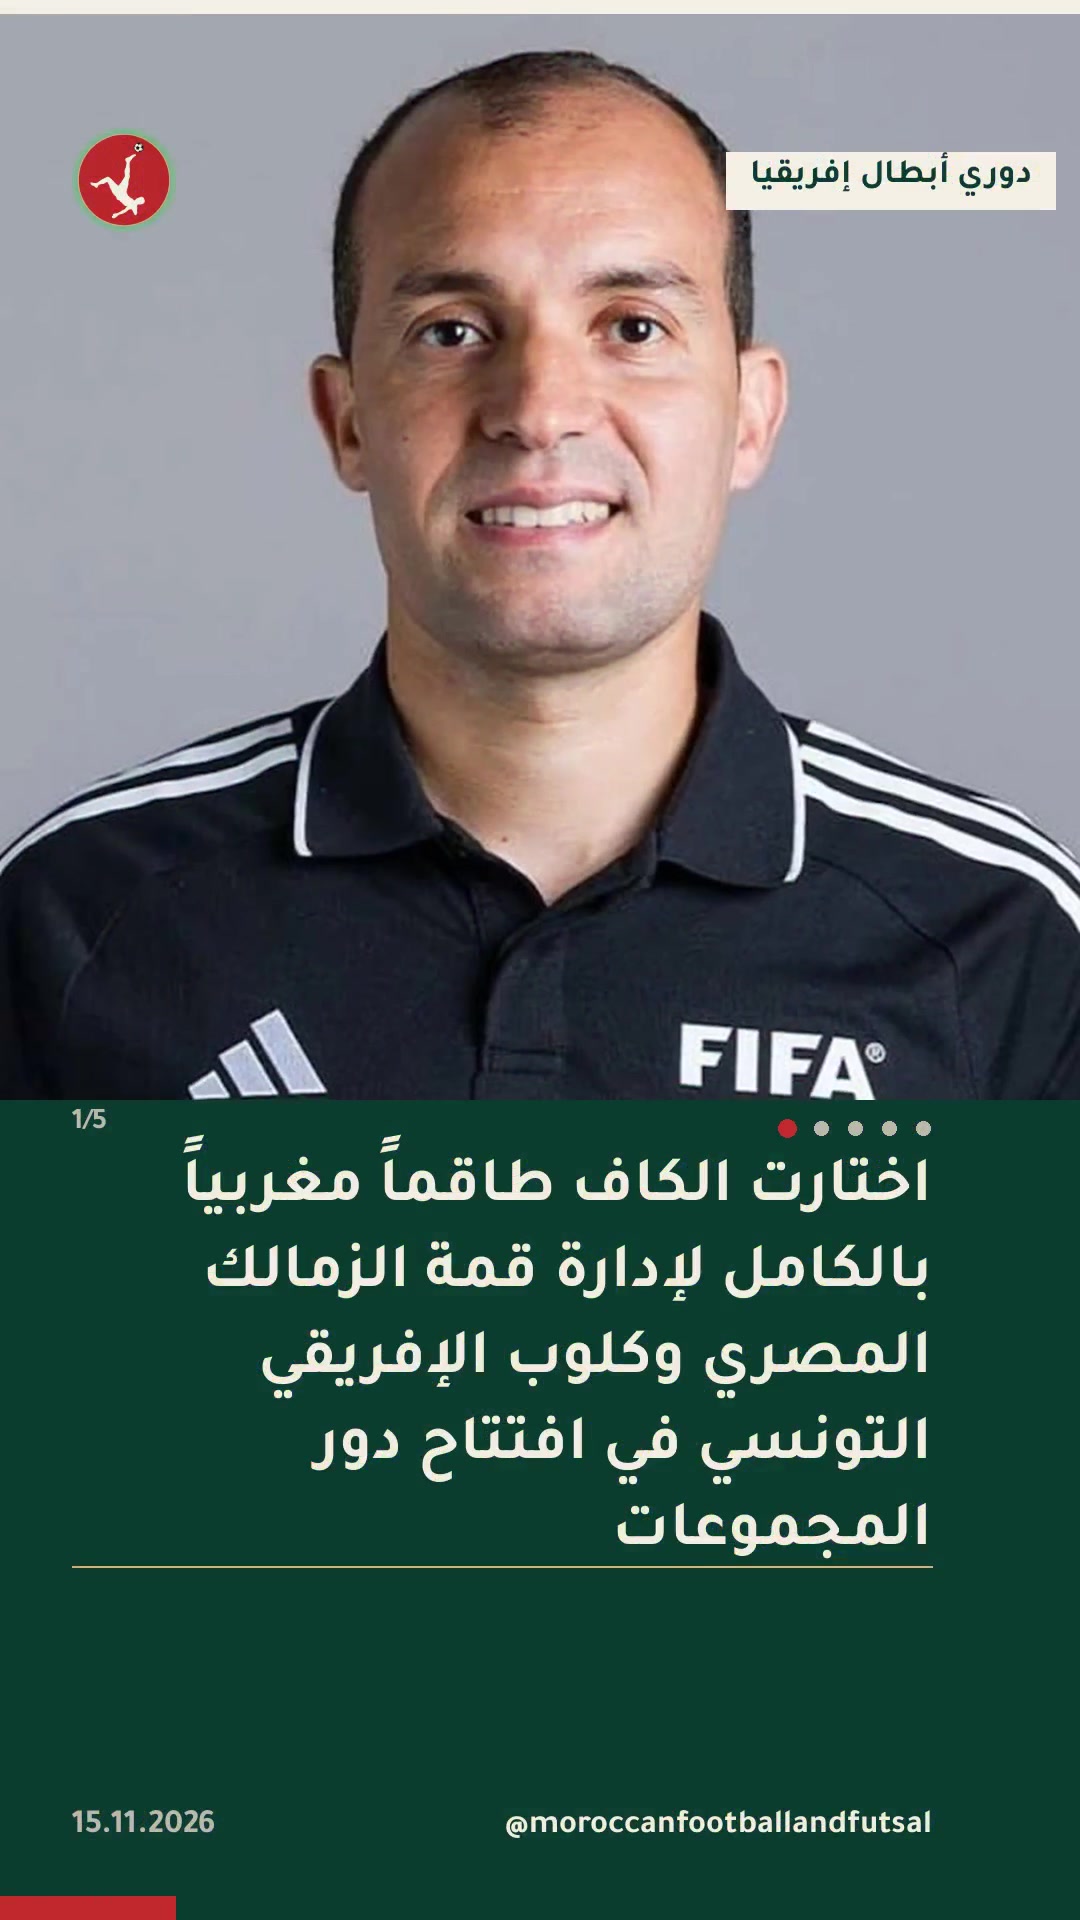 دوري أبطال إفريقيا
FIFA®
1/5
اختارت الكاف طاقماً مغربياً
بالكامل لإدارة قمة الزمالك
المصري وكلوب الإفريقي
التونسي في افتتاح دور
المجموعات
15.11.2026
@moroccanfootballandfutsal